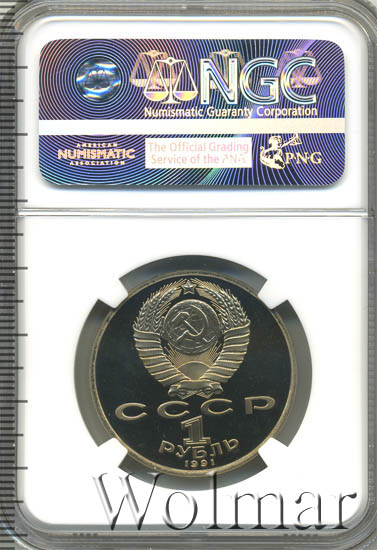 NGC
Numismatic Guaranty Corporation
AMERICAN
NUMISMATIC
ASSOCIATION
The Official Grading
Service of the ANA
PNG
СССР
1
РУБЛЬ
1991
Wolmar